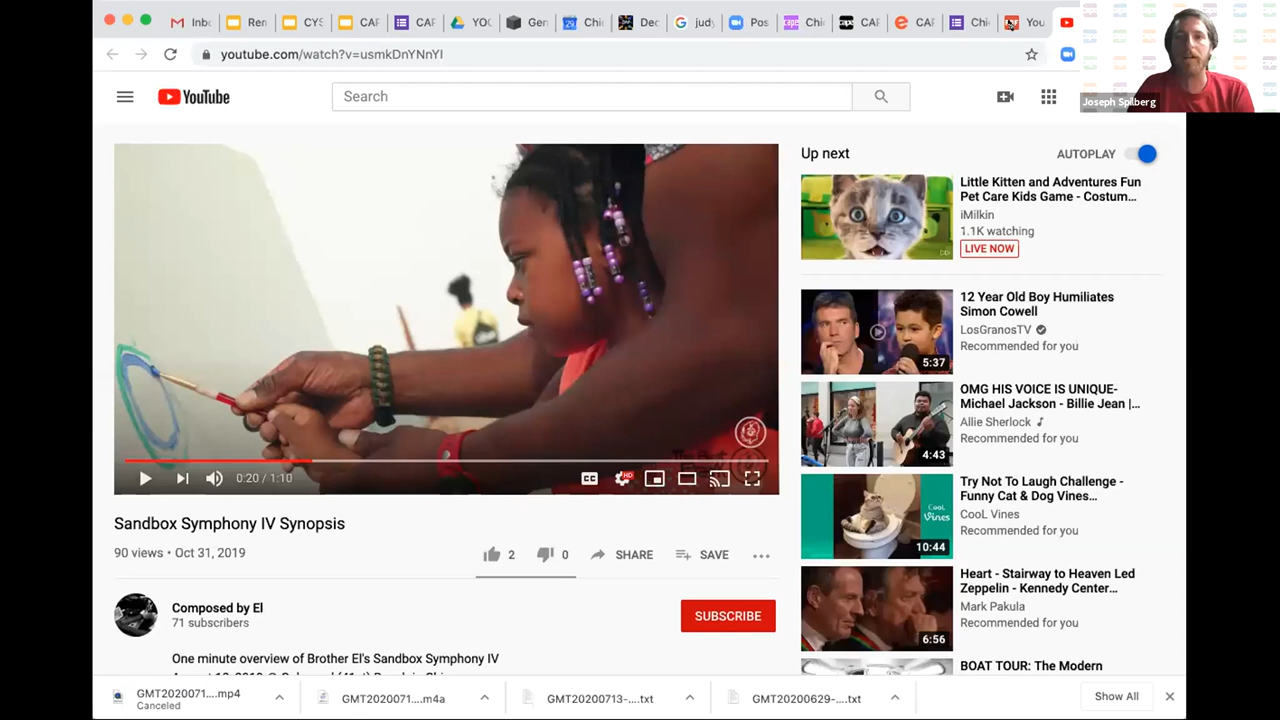 Inb
Ren
CYS
CAF
CAF
YOU
G
Chic
Dec
judy
Pos
Chi
CAF
CAF
Chi
You
youtube.com/watch?v=ue
YouTube
Search
Joseph Spilberg
0:20 / 1:10
CC
HD
Sandbox Symphony IV Synopsis
90 views • Oct 31, 2019
2
0
SHARE
SAVE
Composed by El
71 subscribers
SUBSCRIBE
One minute overview of Brother El's Sandbox Symphony IV
Up next
AUTOPLAY
Little Kitten and Adventures Fun
Pet Care Kids Game - Costum...
iMilkin
1.1K watching
LIVE NOW
12 Year Old Boy Humiliates
Simon Cowell
LosGranosTV
Recommended for you
5:37
OMG HIS VOICE IS UNIQUE-
Michael Jackson - Billie Jean |...
Allie Sherlock
Recommended for you
4:43
Try Not To Laugh Challenge -
Funny Cat & Dog Vines...
CooL Vines
Recommended for you
CooL
Vines
10:44
Heart - Stairway to Heaven Led
Zeppelin - Kennedy Center...
Mark Pakula
Recommended for you
6:56
BOAT TOUR: The Modern
GMT2020071....mp4
Canceled
GMT2020071....m4a
GMT20200713-....txt
GMT20200629-....txt
Show All